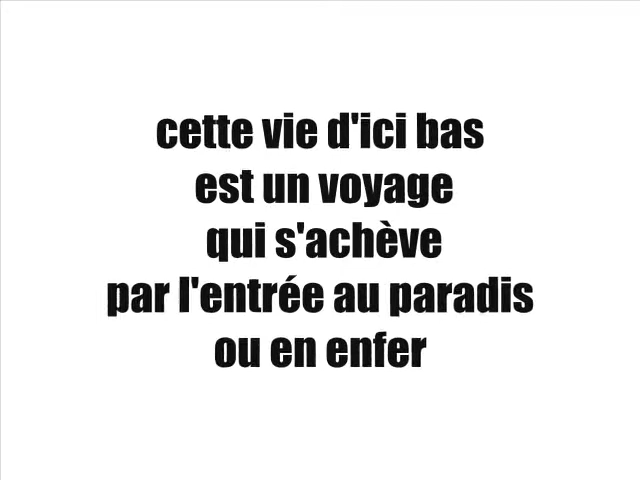 cette vie d'ici bas
est un voyage
qui s'achève
par l'entrée au paradis
ou en enfer